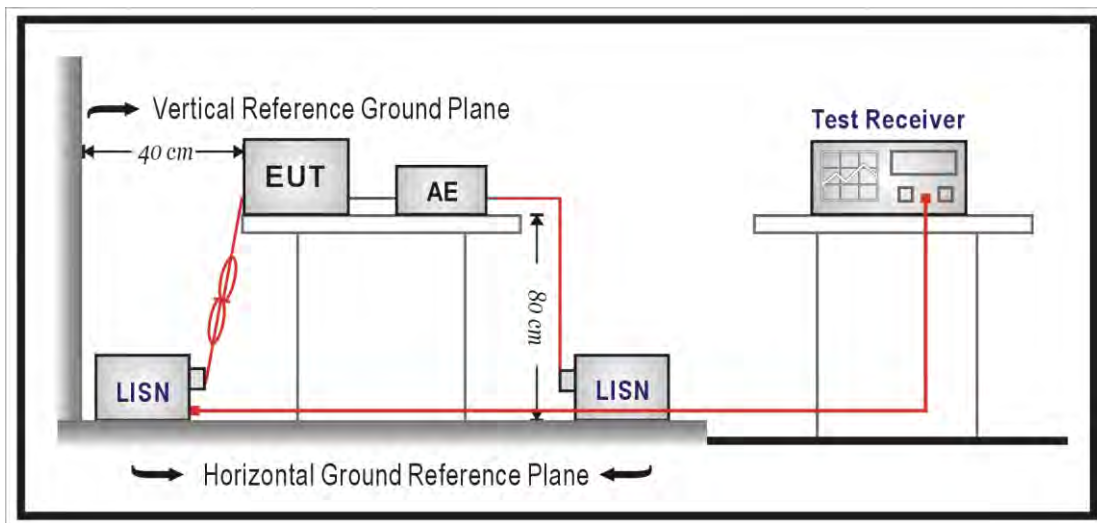 Vertical Reference Ground Plane
40 cm
EUT
AE
Test Receiver
80 cm
LISN
LISN
Horizontal Ground Reference Plane